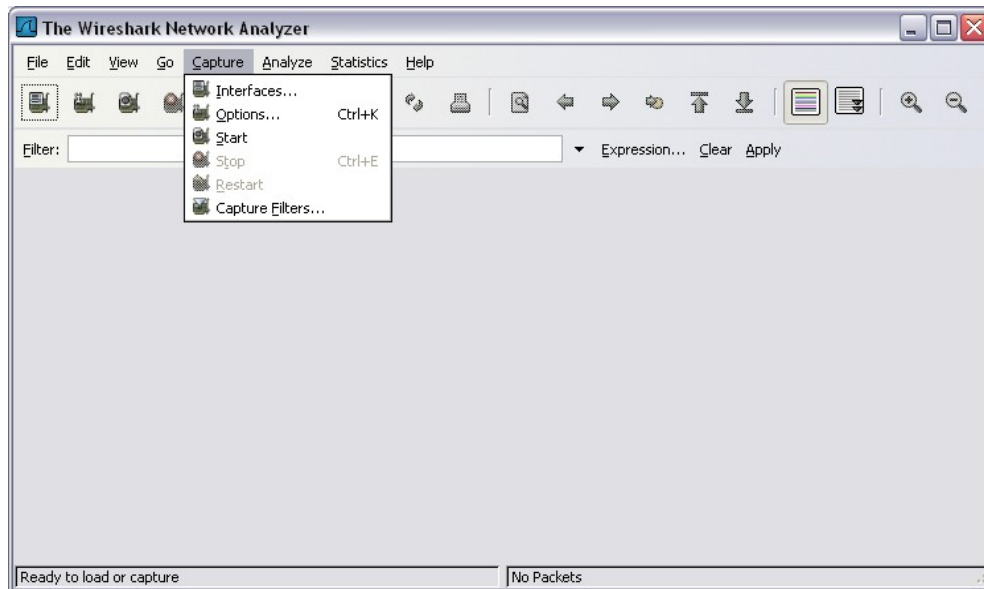 The Wireshark Network Analyzer
File Edit View Go Capture Analyze Statistics Help
Interfaces...
Options... Ctrl+K
Start
Stop Ctrl+E
Restart
Capture Filters...
Filter: Expression... Clear Apply
Ready to load or capture No Packets